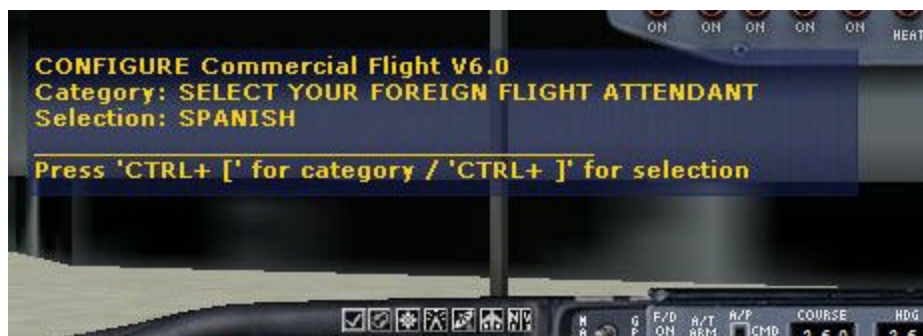 ON ON ON ON ON HEAT
CONFIGURE Commercial Flight V6.0
Category: SELECT YOUR FOREIGN FLIGHT ATTENDANT
Selection: SPANISH
Press 'CTRL+ [' for category / 'CTRL+ ]' for selection
F/D A/T A/P COURSE HDG
ON ARM CMD